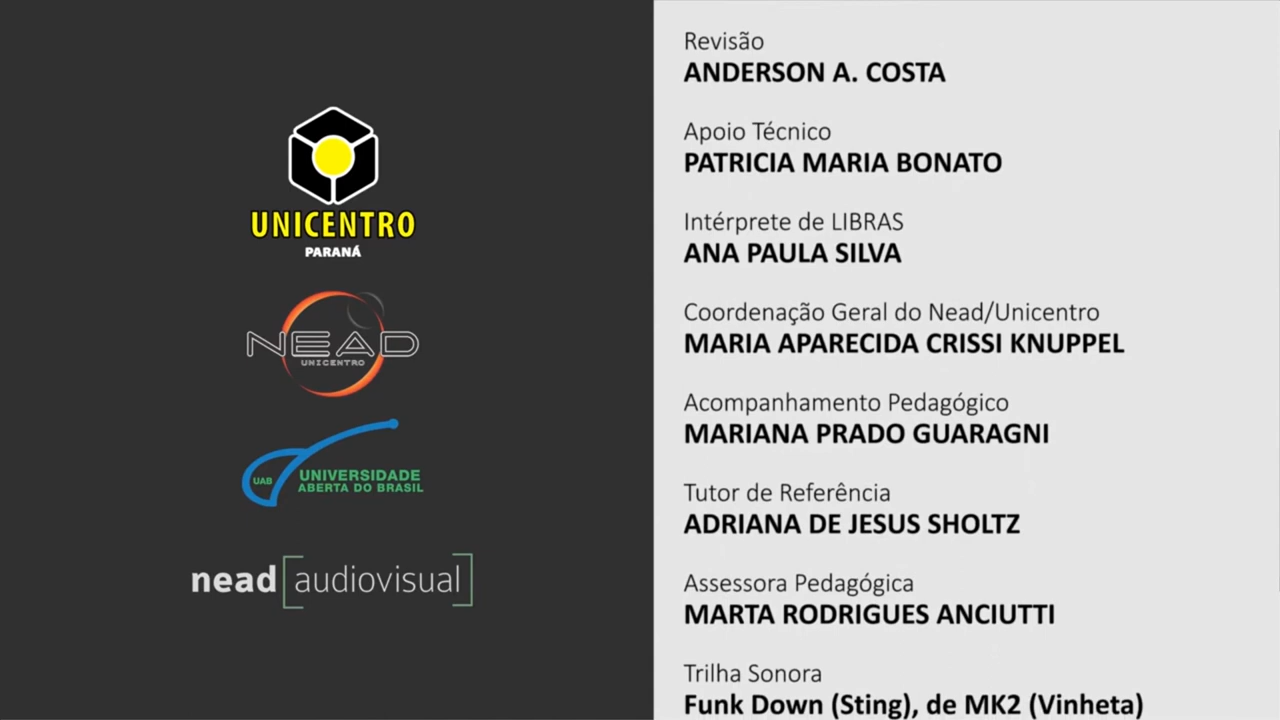 UNICENTRO
PARANÁ
NEAD
UNICENTRO
UAB
UNIVERSIDADE
ABERTA DO BRASIL
nead[audiovisual]
Revisão
ANDERSON A. COSTA
Apoio Técnico
PATRICIA MARIA BONATO
Intérprete de LIBRAS
ANA PAULA SILVA
Coordenação Geral do Nead/Unicentro
MARIA APARECIDA CRISSI KNUPPEL
Acompanhamento Pedagógico
MARIANA PRADO GUARAGNI
Tutor de Referência
ADRIANA DE JESUS SHOLTZ
Assessora Pedagógica
MARTA RODRIGUES ANCIUTTI
Trilha Sonora
Funk Down (Sting), de MK2 (Vinheta)